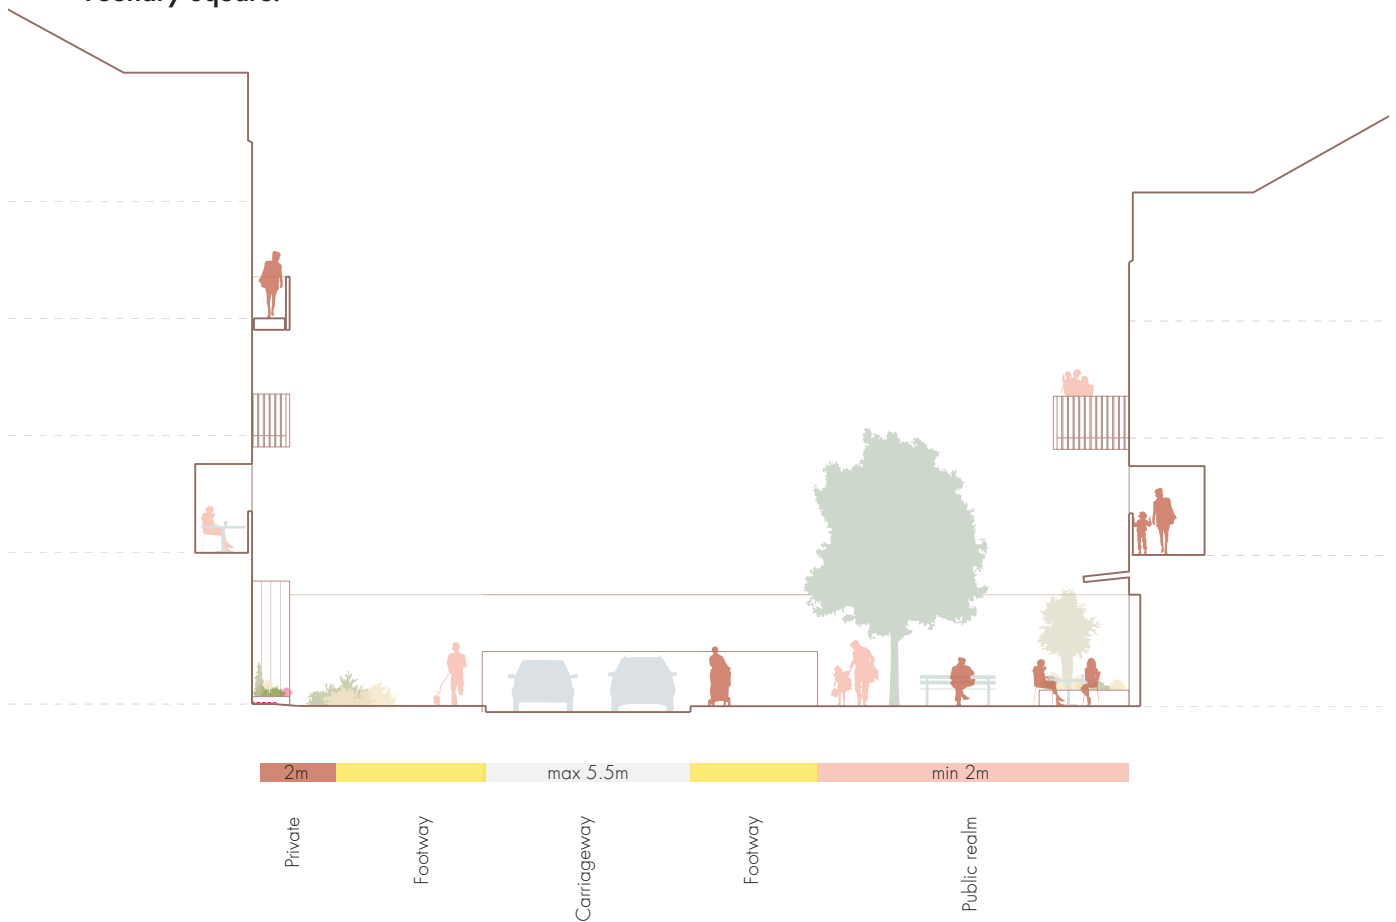 2m
max 5.5m
min 2m
Private
Footway
Carriageway
Footway
Public realm